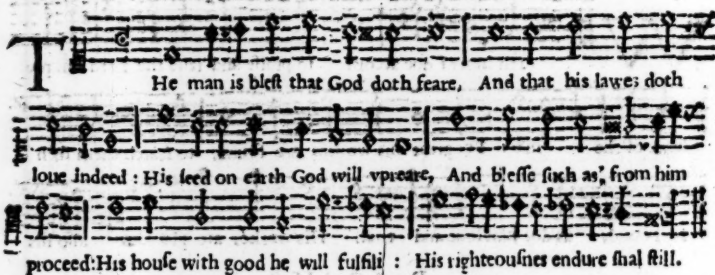 THe man is bleſt that God doth feare, And that his lawes doth
loue indeed : His ſeed on earth God will vpreare, And bleſſe ſuch as, from him
proceed: His houſe with good he will fulfill : His righteouſnes endure ſhal ſtill.